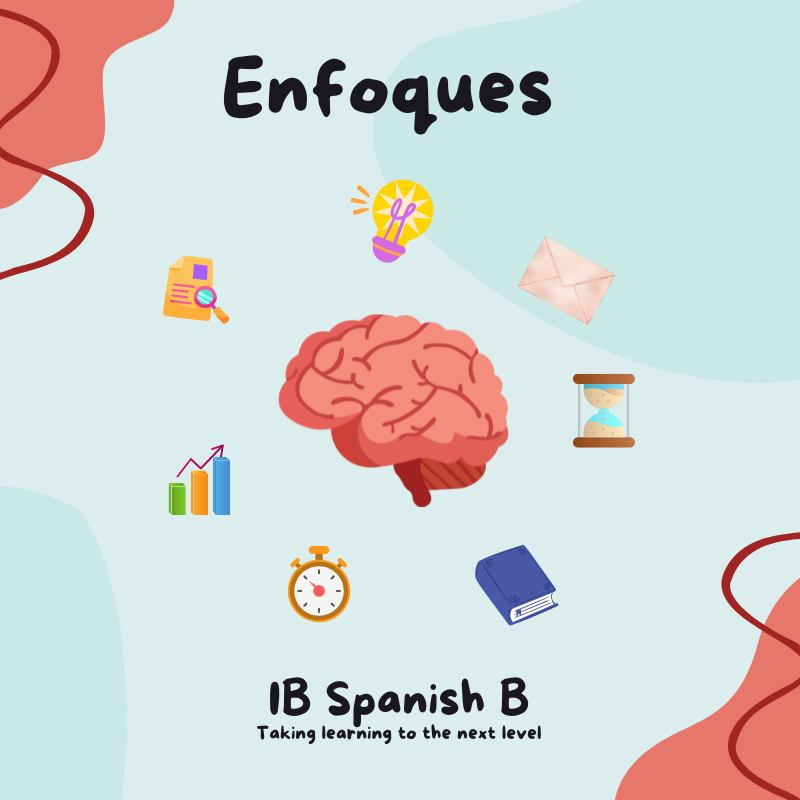 Enfoques
IB Spanish B
Taking learning to the next level